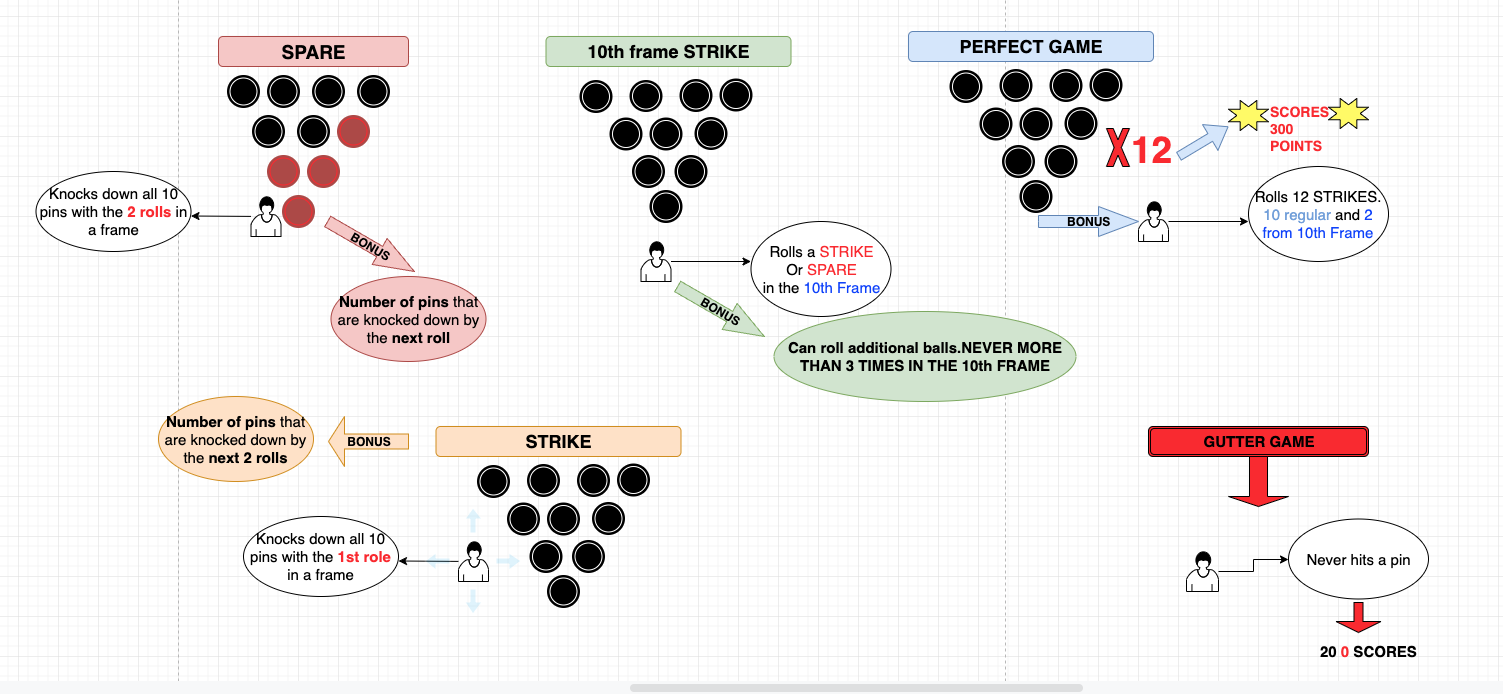 SPARE
Knocks down all 10
pins with the 2 rolls in
a frame
BONUS
Number of pins that
are knocked down by
the next roll
10th frame STRIKE
Rolls a STRIKE
Or SPARE
in the 10th Frame
BONUS
Can roll additional balls.NEVER MORE
THAN 3 TIMES IN THE 10th FRAME
PERFECT GAME
X12
SCORES
300
POINTS
BONUS
Rolls 12 STRIKES.
10 regular and 2
from 10th Frame
STRIKE
BONUS
Number of pins that
are knocked down by
the next 2 rolls
Knocks down all 10
pins with the 1st role
in a frame
GUTTER GAME
Never hits a pin
20 0 SCORES